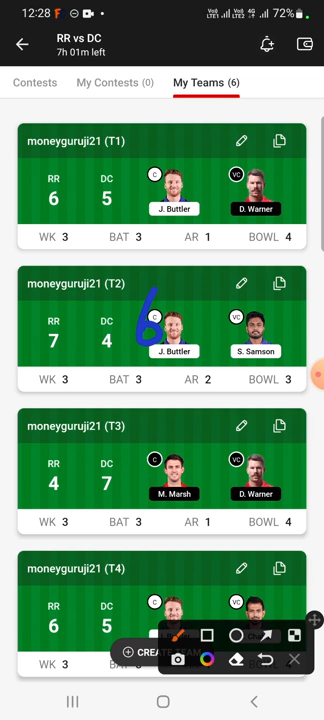 12:28 F 72%
RR vs DC
7h 01m left
Contests My Contests (0) My Teams (6)
moneyguruji21 (T1)
RR DC C VC
6 5 J. Buttler D. Warner
WK 3 BAT 3 AR 1 BOWL 4
moneyguruji21 (T2)
RR DC 6 C VC
7 4 J. Buttler S. Samson
WK 3 BAT 3 AR 2 BOWL 3
moneyguruji21 (T3)
RR DC C VC
4 7 M. Marsh D. Warner
WK 3 BAT 3 AR 1 BOWL 4
moneyguruji21 (T4)
RR DC C VC
6 5
CREATE TEAM
WK 3 BAT 3